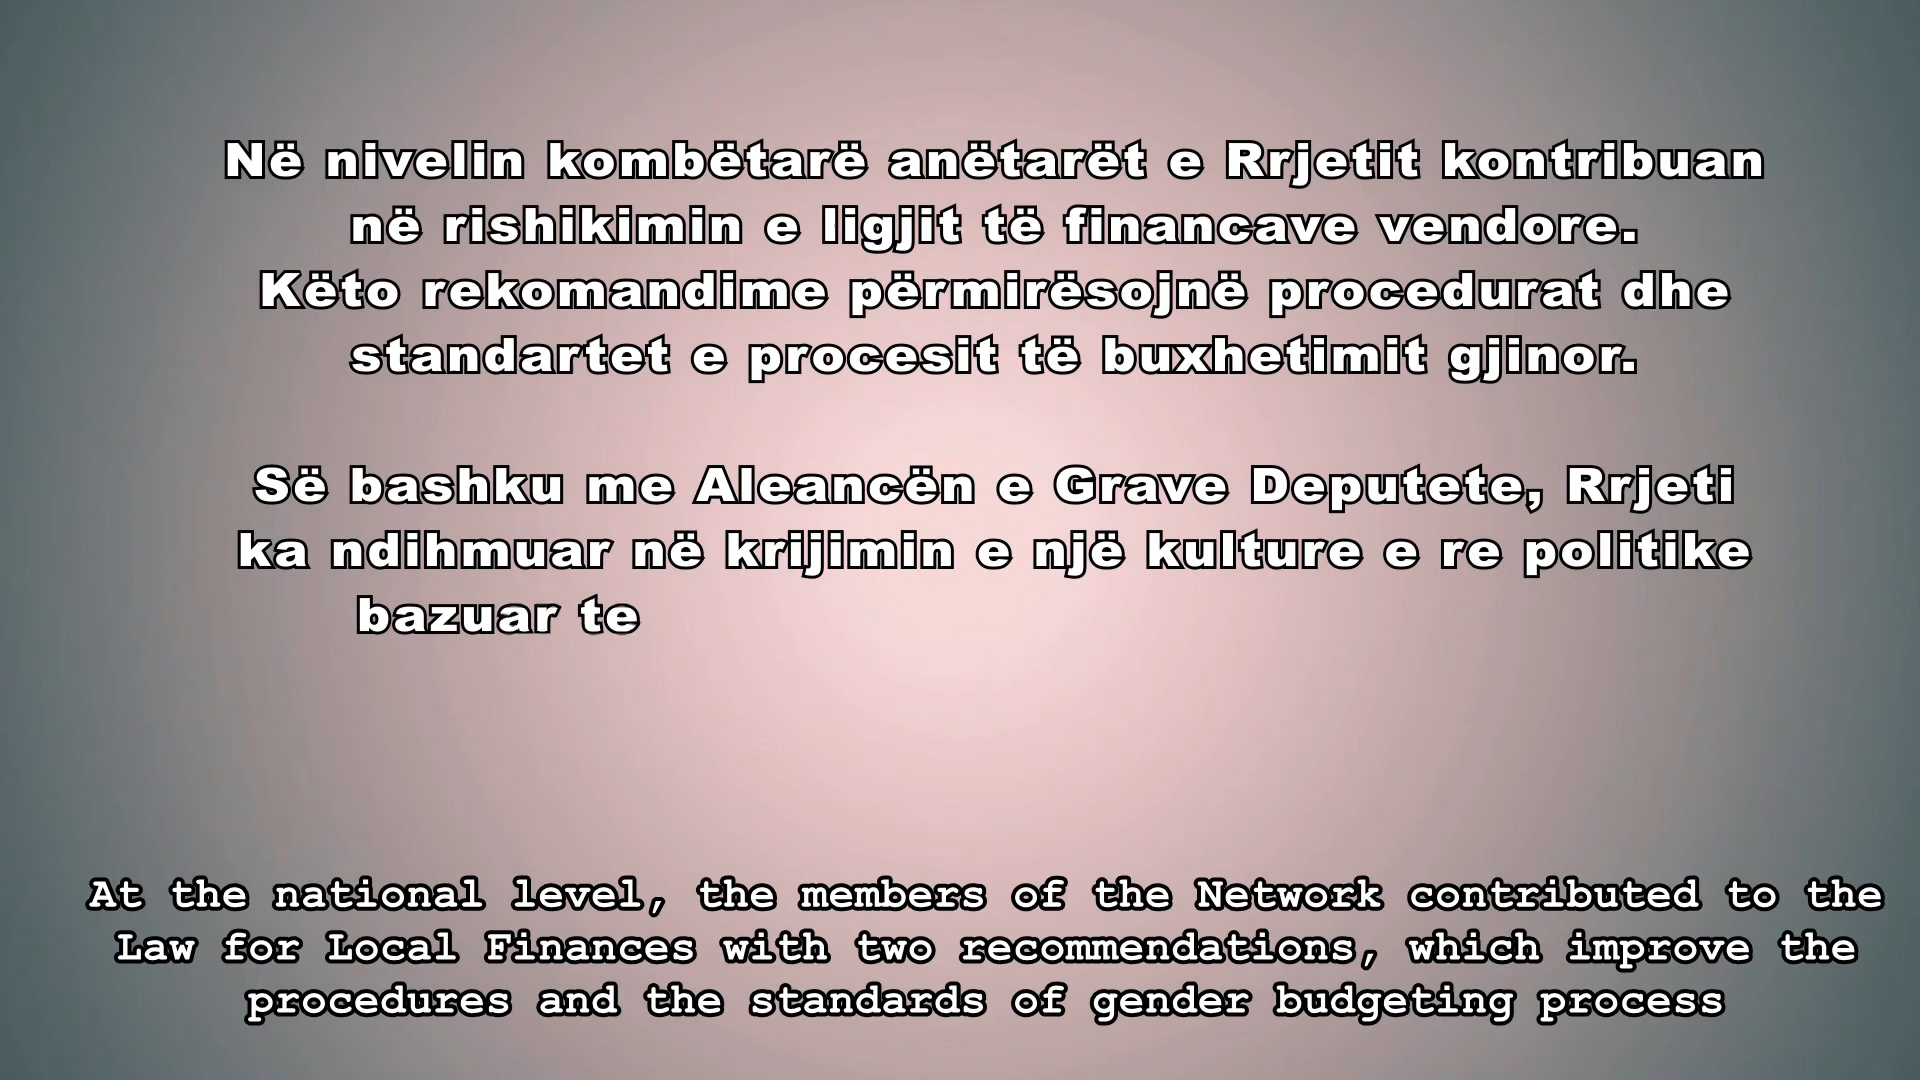 Në nivelin kombëtarë anëtarët e Rrjetit kontribuan
në rishikimin e ligjit të financave vendore.
Këto rekomandime përmirësojnë procedurat dhe
standartet e procesit të buxhetimit gjinor.
Së bashku me Aleancën e Grave Deputete, Rrjeti
ka ndihmuar në krijimin e një kulture e re politike
bazuar te
At the national level, the members of the Network contributed to the
Law for Local Finances with two recommendations, which improve the
procedures and the standards of gender budgeting process